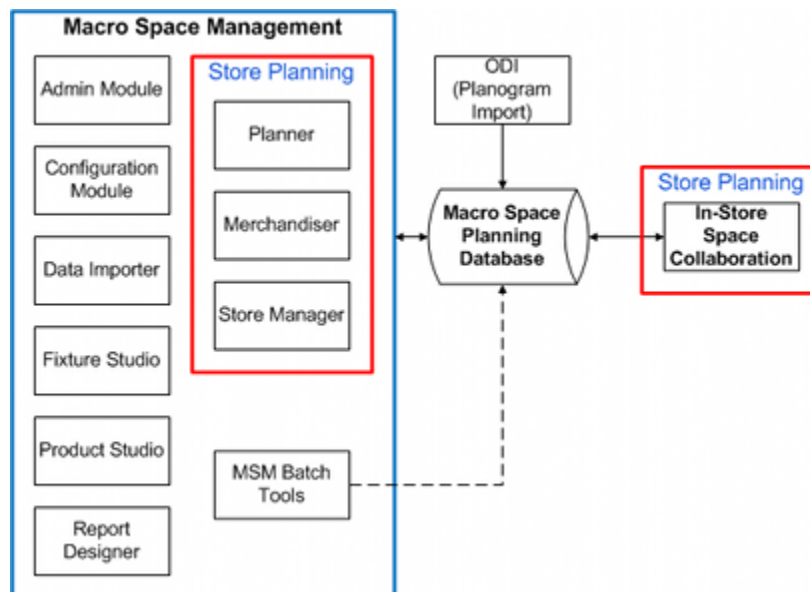 Macro Space Management
Admin Module
Configuration
Module
Data Importer
Fixture Studio
Product Studio
Report
Designer
Store Planning
Planner
Merchandiser
Store Manager
MSM Batch
Tools
ODI
(Planogram
Import)
Macro Space
Planning
Database
Store Planning
In-Store
Space
Collaboration